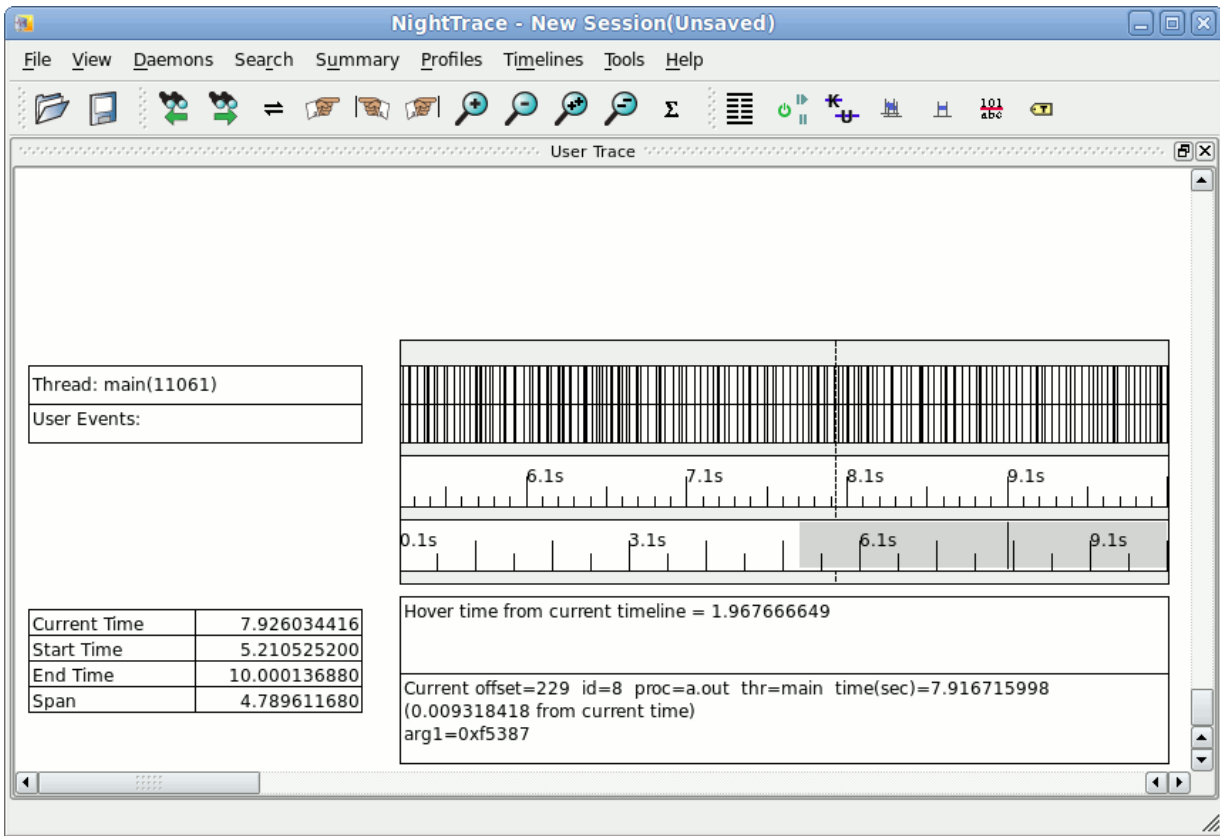 NightTrace - New Session(Unsaved)
File View Daemons Search Summary Profiles Timelines Tools Help
Σ K U 101 abc T
User Trace
Thread: main(11061)
User Events:
6.1s 7.1s 8.1s 9.1s
0.1s 3.1s 6.1s 9.1s
Current Time 7.926034416
Start Time 5.210525200
End Time 10.000136880
Span 4.789611680
Hover time from current timeline = 1.967666649
Current offset=229 id=8 proc=a.out thr=main time(sec)=7.916715998
(0.009318418 from current time)
arg1=0xf5387